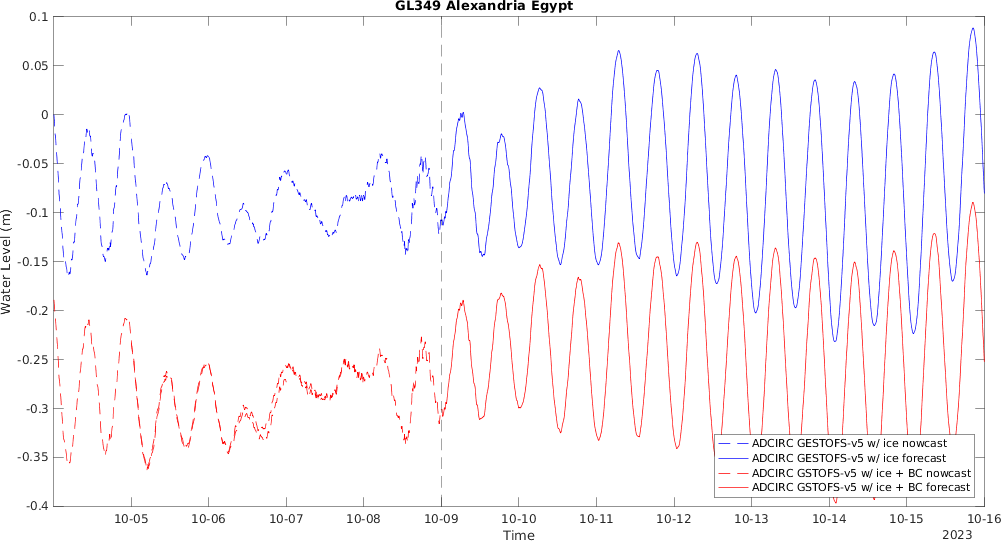 GL349 Alexandria Egypt
0.1
0.05
0
-0.05
-0.1
-0.15
-0.2
-0.25
-0.3
-0.35
-0.4
Water Level (m)
ADCIRC GESTOFS-v5 w/ ice nowcast
ADCIRC GESTOFS-v5 w/ ice forecast
ADCIRC GSTOFS-v5 w/ ice + BC nowcast
ADCIRC GSTOFS-v5 w/ ice + BC forecast
10-05 10-06 10-07 10-08 10-09 10-10 10-11 10-12 10-13 10-14 10-15 10-16
Time
2023